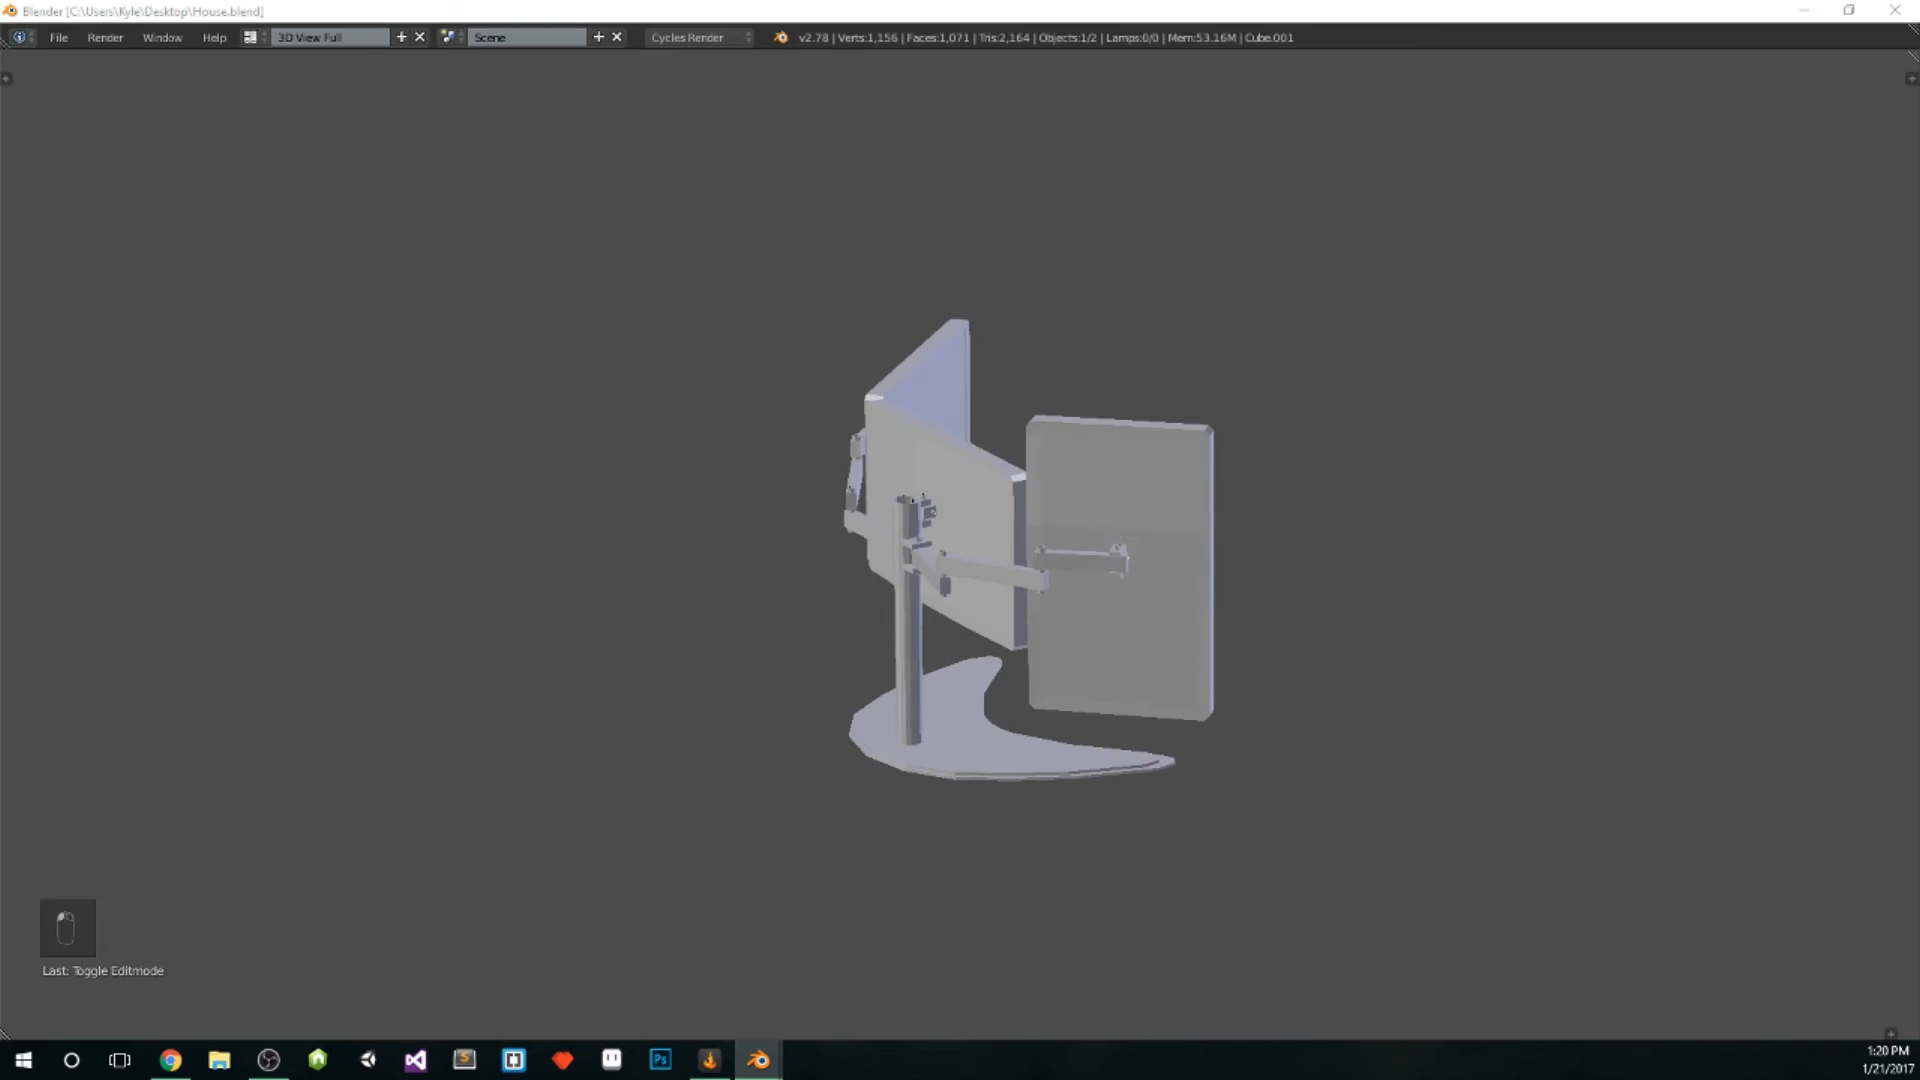 Blender [C:\Users\Kyle\Desktop\House.blend]
File Render Window Help 3D View Full Scene Cycles Render v2.78 | Verts:1,156 | Faces:1,071 | Tris:2,164 | Objects:1/2 | Lamps:0/0 | Mem:53.16M | Cube.001
Last: Toggle Editmode
Ps
1:20 PM
1/21/2017